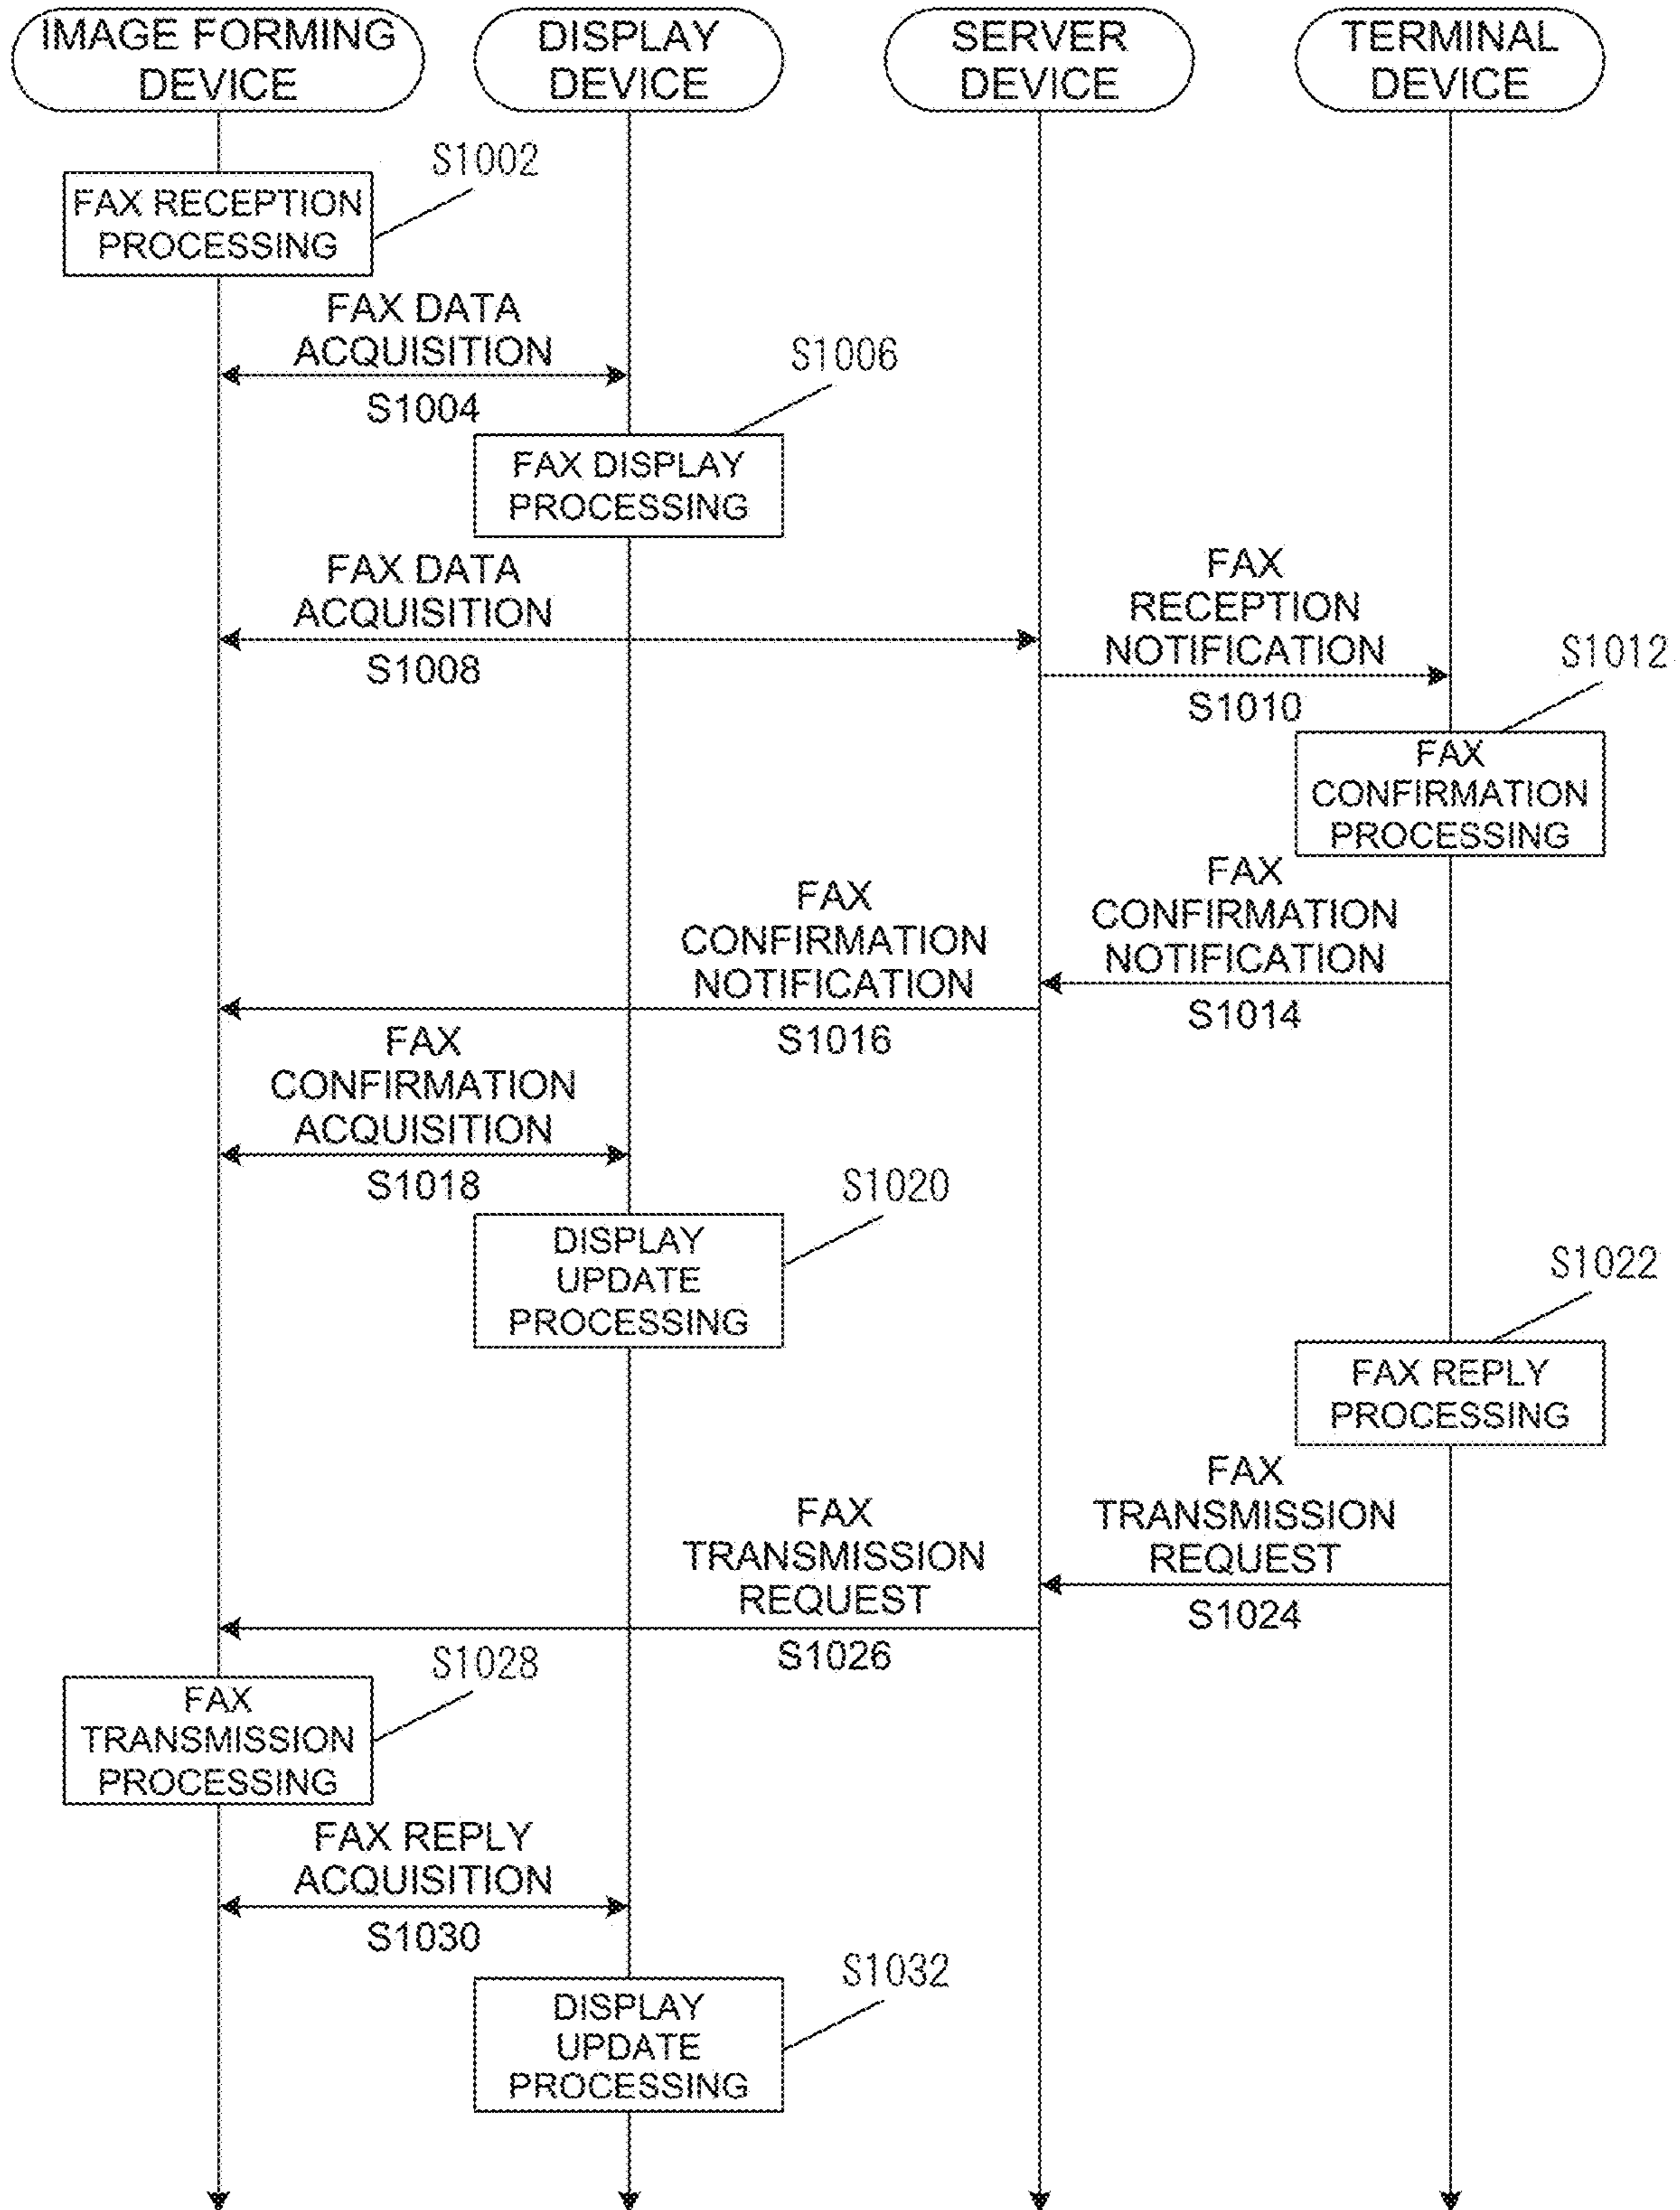 IMAGE FORMING
DEVICE
DISPLAY
DEVICE
SERVER
DEVICE
TERMINAL
DEVICE
S1002
FAX RECEPTION
PROCESSING
FAX DATA
ACQUISITION
S1004
S1006
FAX DISPLAY
PROCESSING
FAX DATA
ACQUISITION
S1008
FAX
RECEPTION
NOTIFICATION
S1010
S1012
FAX
CONFIRMATION
PROCESSING
FAX
CONFIRMATION
NOTIFICATION
S1014
FAX
CONFIRMATION
NOTIFICATION
S1016
FAX
CONFIRMATION
ACQUISITION
S1018
S1020
DISPLAY
UPDATE
PROCESSING
S1022
FAX REPLY
PROCESSING
FAX
TRANSMISSION
REQUEST
S1024
FAX
TRANSMISSION
REQUEST
S1026
S1028
FAX
TRANSMISSION
PROCESSING
FAX REPLY
ACQUISITION
S1030
S1032
DISPLAY
UPDATE
PROCESSING